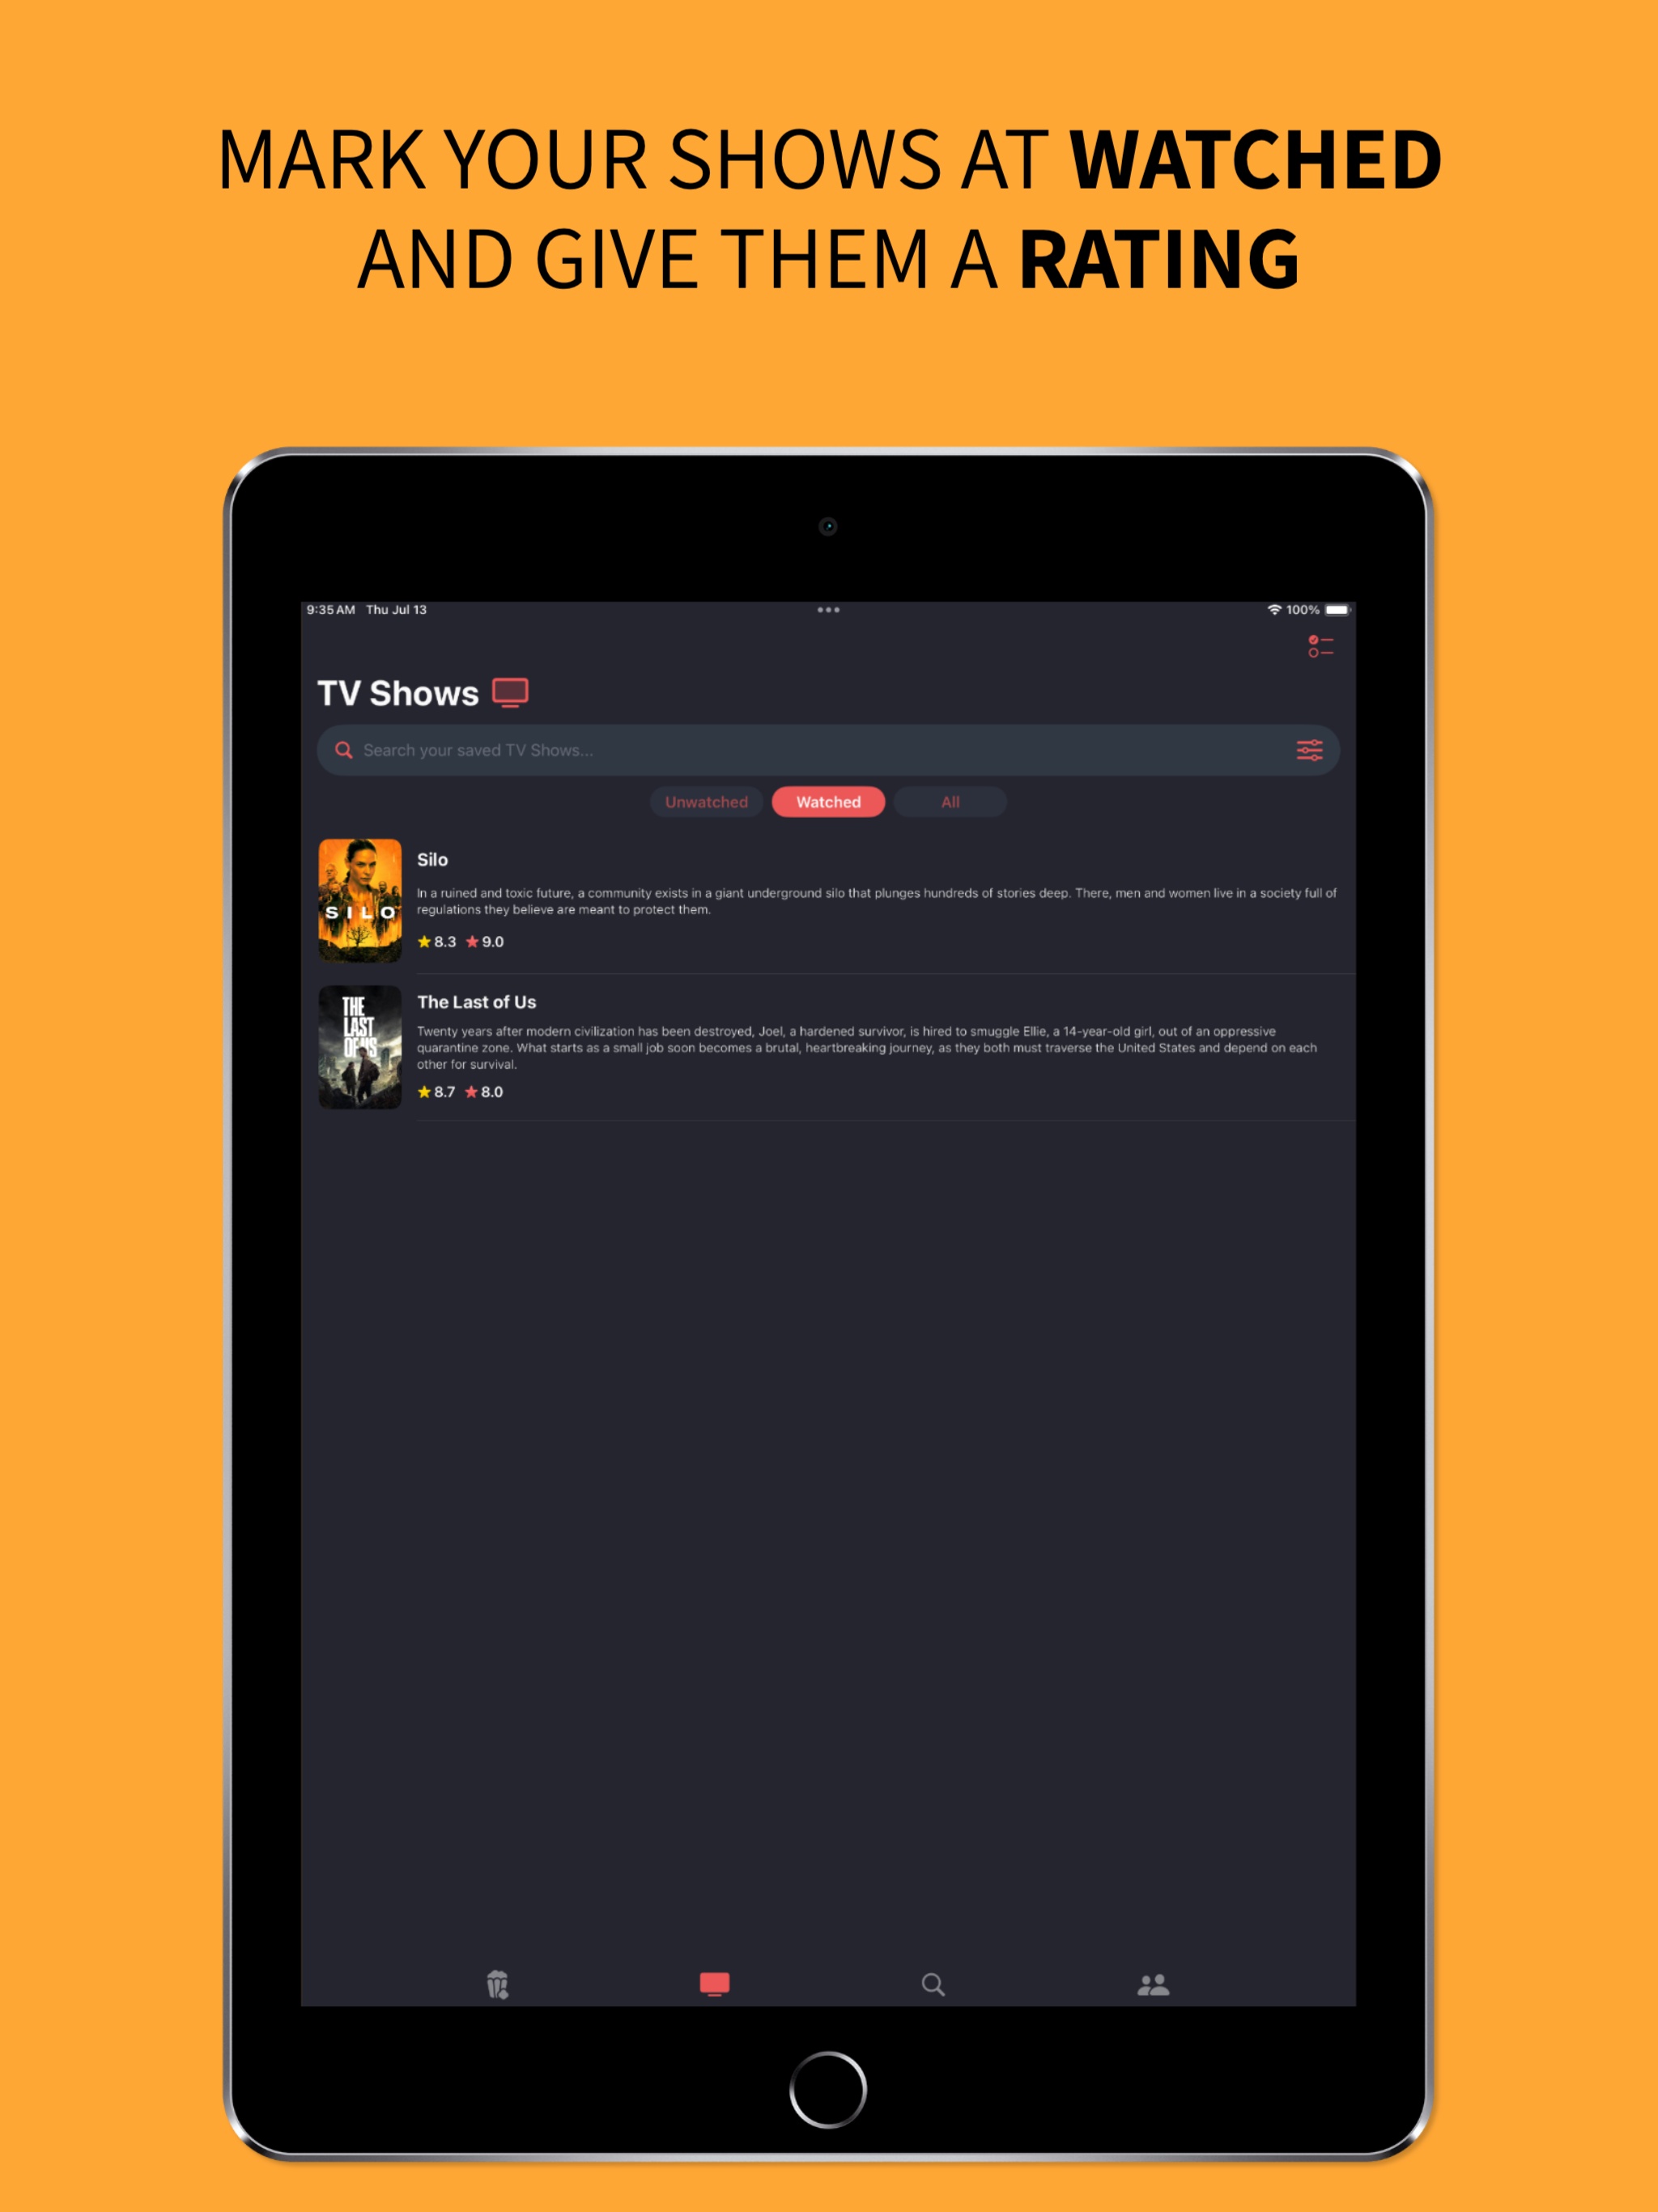 MARK YOUR SHOWS AT WATCHED
AND GIVE THEM A RATING
9:35 AM Thu Jul 13
100%
TV Shows
Search your saved TV Shows...
Unwatched Watched All
SILO
Silo
In a ruined and toxic future, a community exists in a giant underground silo that plunges hundreds of stories deep. There, men and women live in a society full of
regulations they believe are meant to protect them.
8.3 9.0
THE
LAST
OF US
The Last of Us
Twenty years after modern civilization has been destroyed, Joel, a hardened survivor, is hired to smuggle Ellie, a 14-year-old girl, out of an oppressive
quarantine zone. What starts as a small job soon becomes a brutal, heartbreaking journey, as they both must traverse the United States and depend on each
other for survival.
8.7 8.0